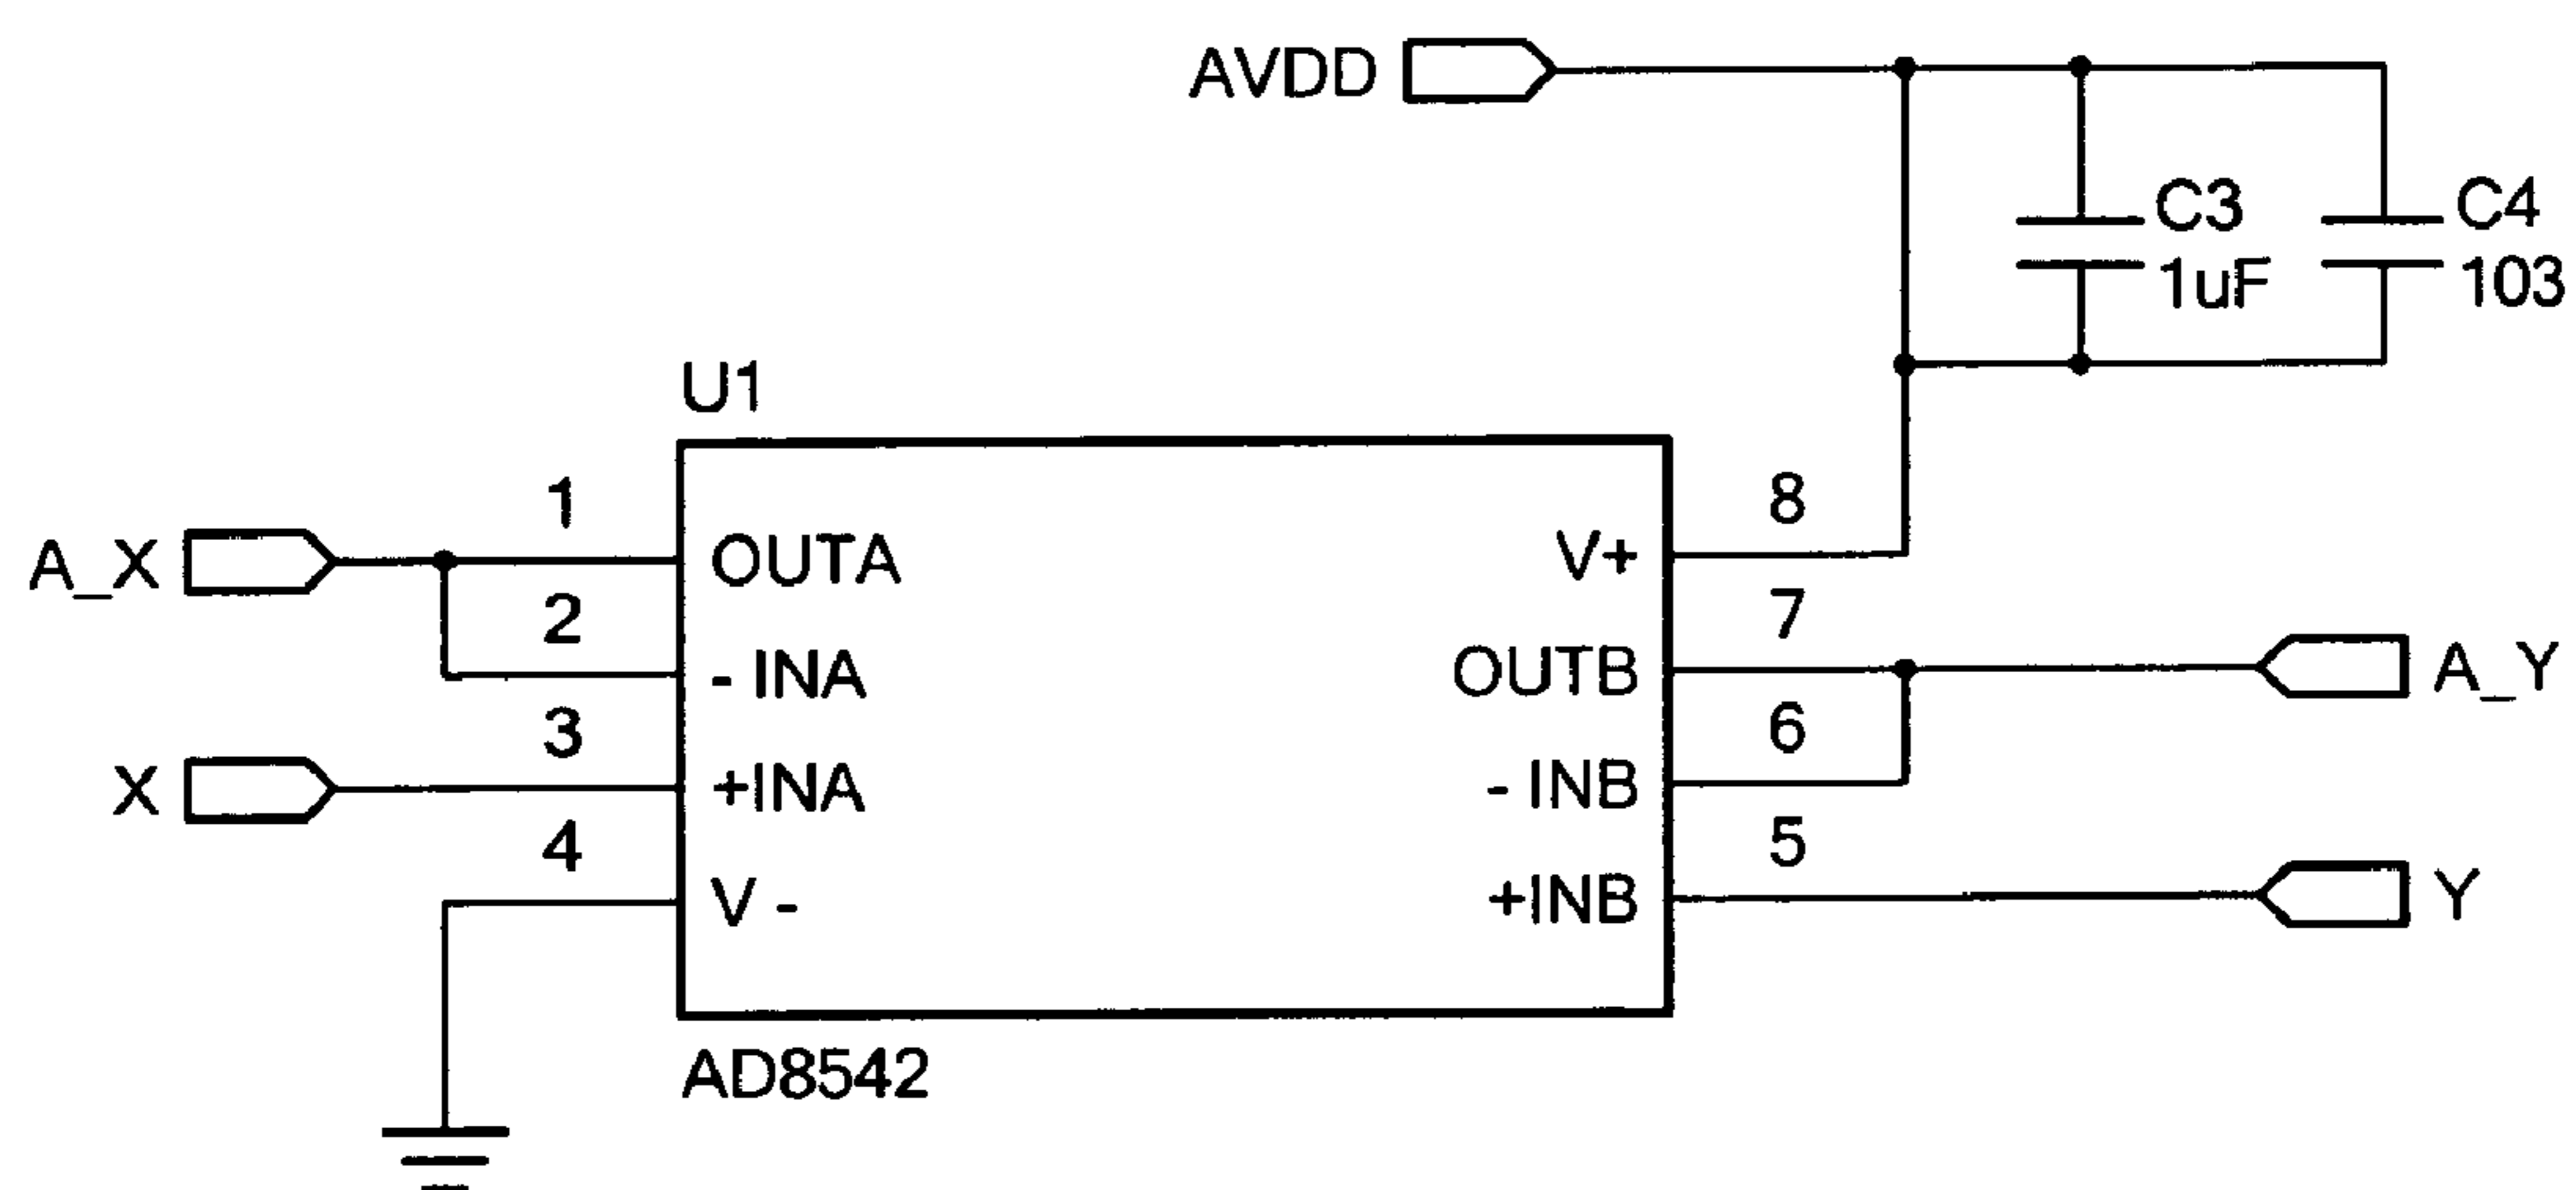 AVDD
C3
1uF
C4
103
U1
1
A_X
OUTA
2
- INA
3
X
+INA
4
V -
8
V+
7
OUTB
A_Y
6
- INB
5
+INB
Y
AD8542